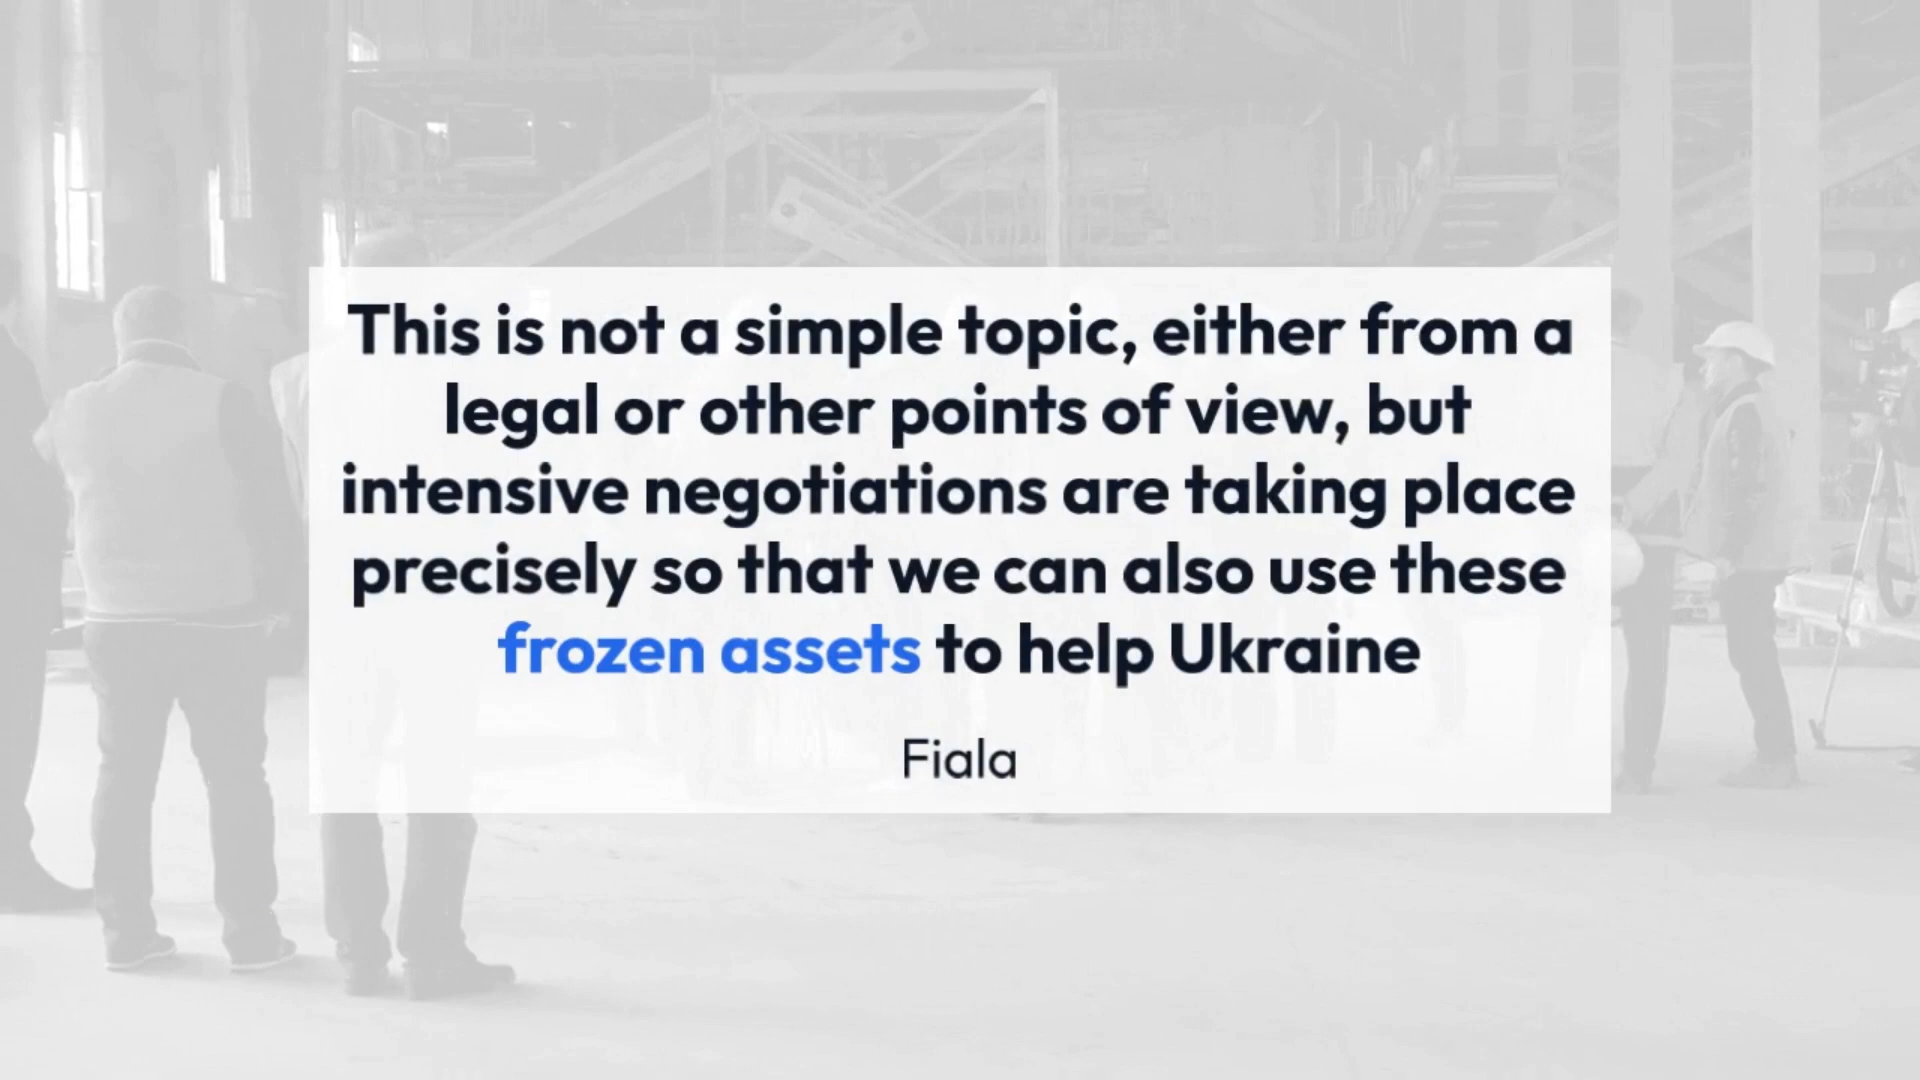 This is not a simple topic, either from a
legal or other points of view, but
intensive negotiations are taking place
precisely so that we can also use these
frozen assets to help Ukraine
Fiala